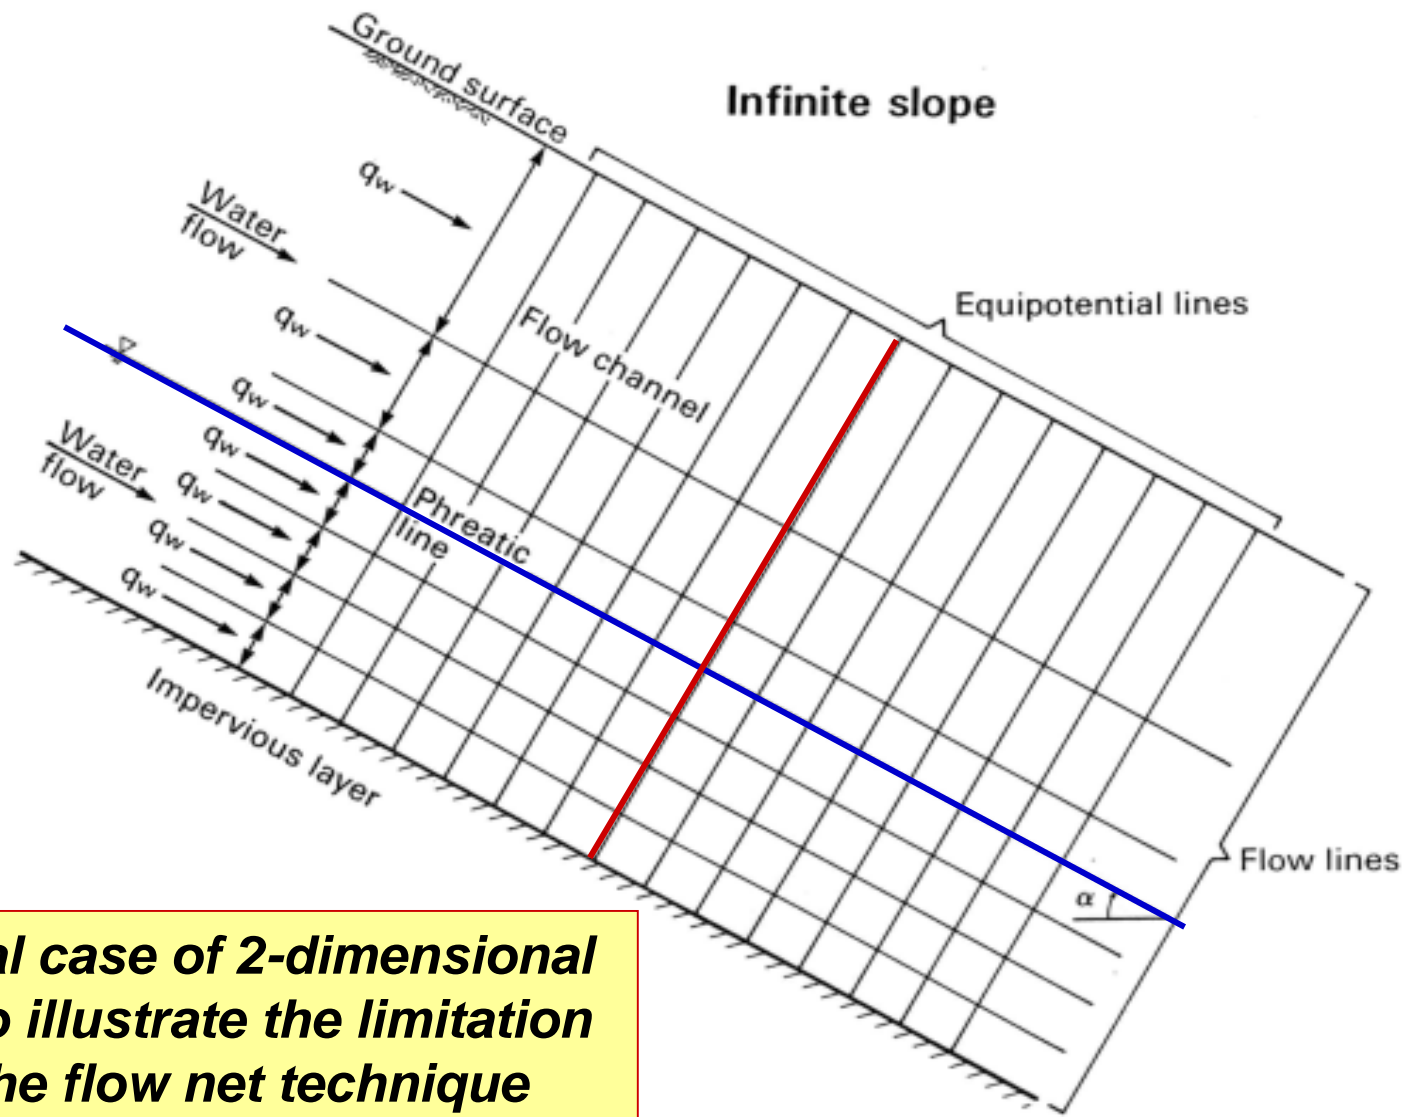 Ground surface
Infinite slope
qw
Water
flow
Equipotential lines
qw
Flow channel
qw
qw
Water
flow
qw
Phreatic
line
qw
qw
Impervious layer
Flow lines
α
al case of 2-dimensional
o illustrate the limitation
he flow net technique